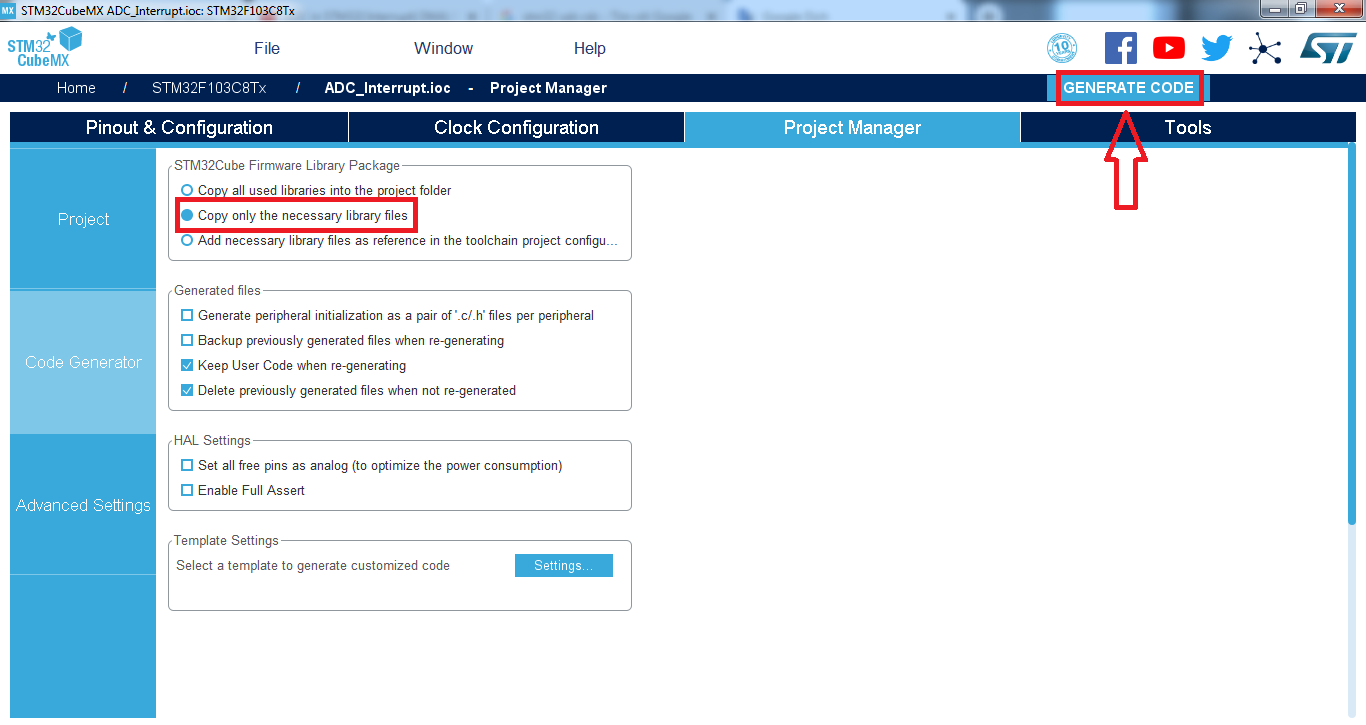 MX STM32CubeMX ADC_Interrupt.ioc: STM32F103C8Tx
STM32
CubeMX
File Window Help
10
ST
Home / STM32F103C8Tx / ADC_Interrupt.ioc - Project Manager GENERATE CODE
Pinout & Configuration Clock Configuration Project Manager Tools
Project
Code Generator
Advanced Settings
STM32Cube Firmware Library Package
Copy all used libraries into the project folder
Copy only the necessary library files
Add necessary library files as reference in the toolchain project configu...
Generated files
Generate peripheral initialization as a pair of '.c/.h' files per peripheral
Backup previously generated files when re-generating
Keep User Code when re-generating
Delete previously generated files when not re-generated
HAL Settings
Set all free pins as analog (to optimize the power consumption)
Enable Full Assert
Template Settings
Select a template to generate customized code Settings...